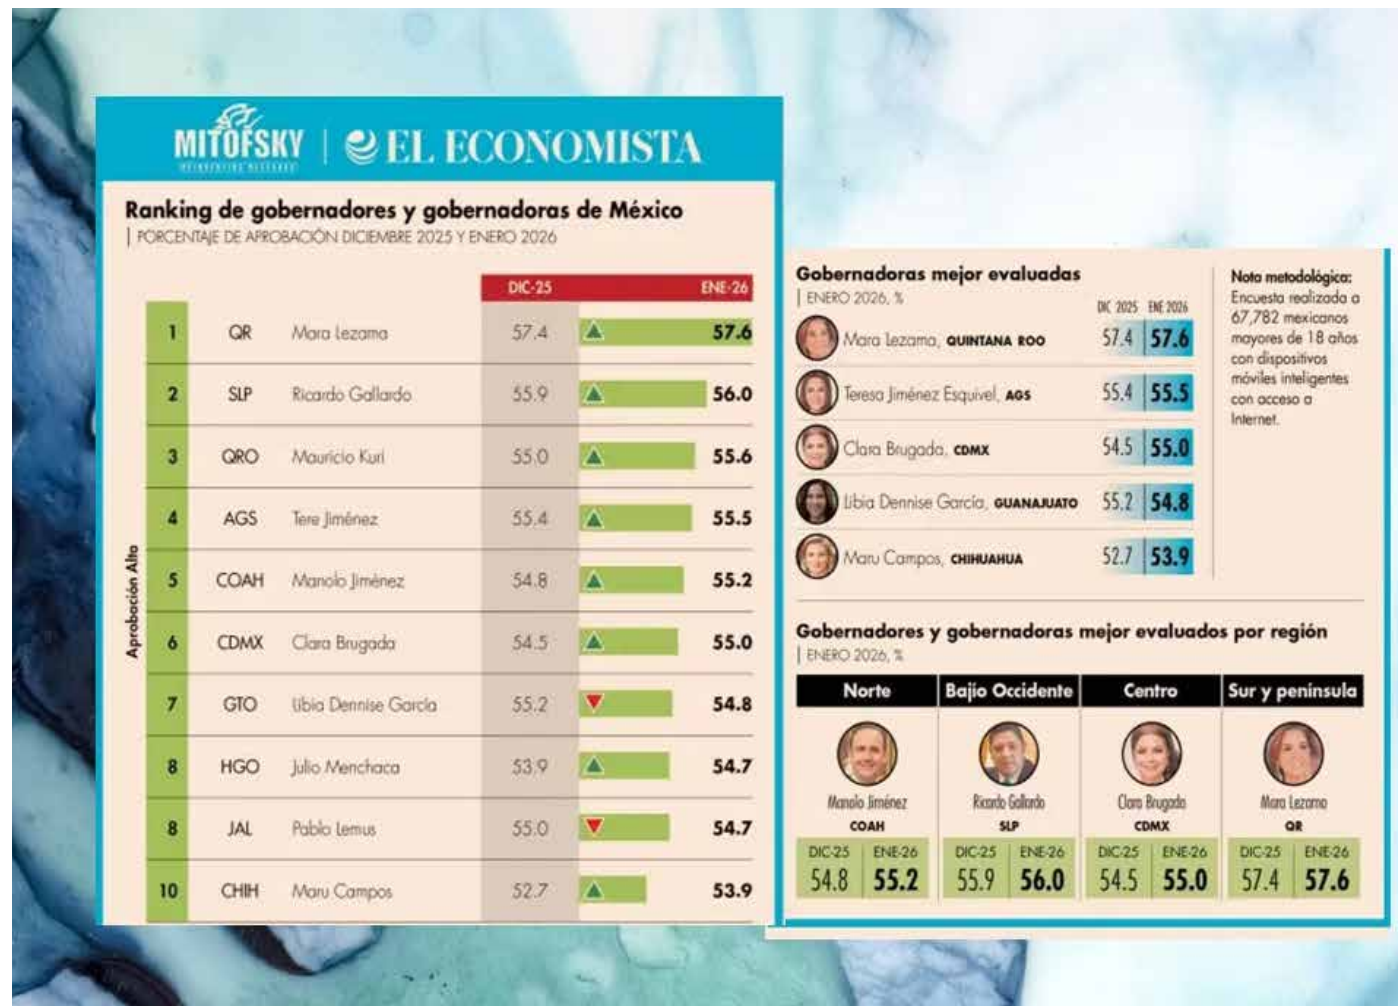 MITOFSKY | EL ECONOMISTA
Ranking de gobernadores y gobernadoras de México
PORCENTAJE DE APROBACIÓN DICIEMBRE 2025 Y ENERO 2026
DIC-25 ENE-26
Aprobación Alto
1 QR Mara Lezama 57.4 57.6
2 SLP Ricardo Gallardo 55.9 56.0
3 QRO Mauricio Kuri 55.0 55.6
4 AGS Tere Jiménez 55.4 55.5
5 COAH Manolo Jiménez 54.8 55.2
6 CDMX Clara Brugada 54.5 55.0
7 GTO Libia Dennise García 55.2 54.8
8 HGO Julio Menchaca 53.9 54.7
8 JAL Pablo Lemus 55.0 54.7
10 CHIH Maru Campos 52.7 53.9
Gobernadoras mejor evaluadas
ENERO 2026, %
DIC 2025 ENE 2026
Mara Lezama, QUINTANA ROO 57.4 57.6
Teresa Jiménez Esquivel, AGS 55.4 55.5
Clara Brugada, CDMX 54.5 55.0
Libia Dennise García, GUANAJUATO 55.2 54.8
Maru Campos, CHIHUAHUA 52.7 53.9
Nota metodológica:
Encuesta realizada a
67,782 mexicanos
mayores de 18 años
con dispositivos
móviles inteligentes
con acceso a
Internet.
Gobernadores y gobernadoras mejor evaluados por región
ENERO 2026, %
Norte Bajío Occidente Centro Sur y península
Manolo Jiménez Ricardo Gallardo Clara Brugada Mara Lezama
COAH SLP CDMX QR
DIC-25 ENE-26 DIC-25 ENE-26 DIC-25 ENE-26 DIC-25 ENE-26
54.8 55.2 55.9 56.0 54.5 55.0 57.4 57.6